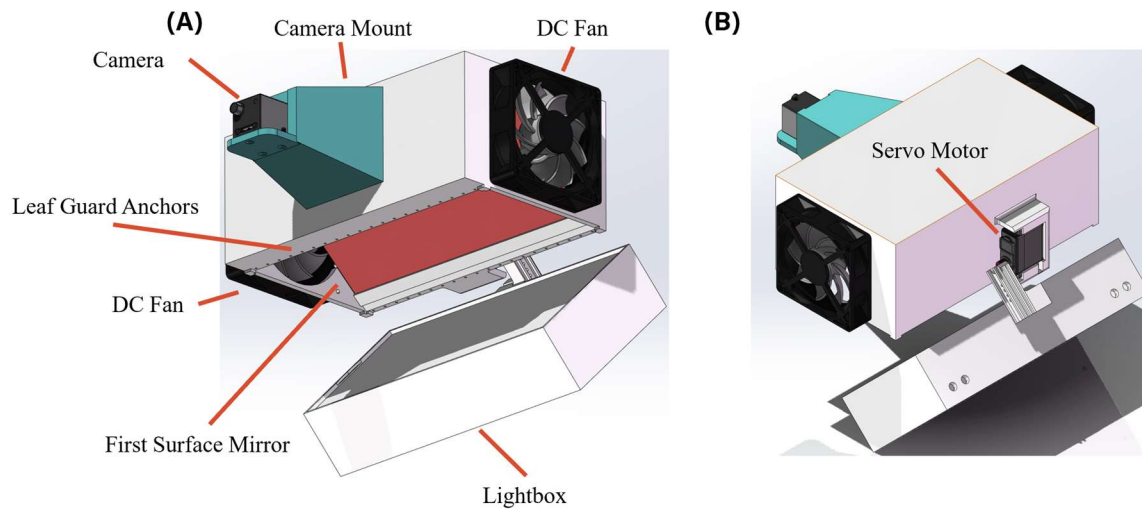 (A)
Camera Mount
DC Fan
Camera
Leaf Guard Anchors
DC Fan
First Surface Mirror
Lightbox
(B)
Servo Motor